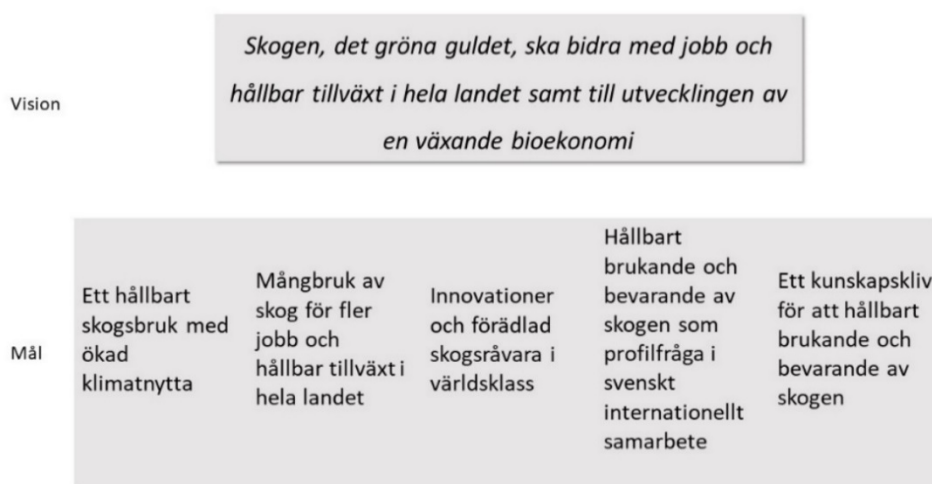 Vision
Skogen, det gröna guldet, ska bidra med jobb och
hållbar tillväxt i hela landet samt till utvecklingen av
en växande bioekonomi
Mål
Ett hållbart
skogsbruk med
ökad
klimatnytta
Mångbruk av
skog för fler
jobb och
hållbar tillväxt i
hela landet
Innovationer
och förädlad
skogsråvara i
världsklass
Hållbart
brukande och
bevarande av
skogen som
profilfråga i
svenskt
internationellt
samarbete
Ett kunskapskliv
för att hållbart
brukande och
bevarande av
skogen